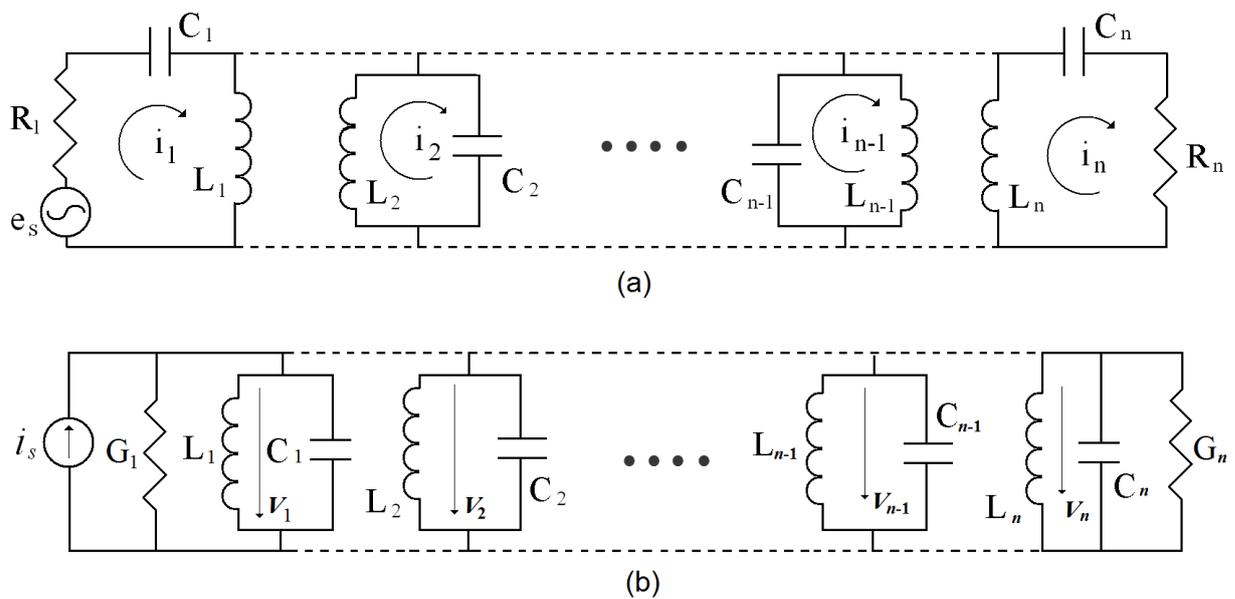 C1 Cn
R1 i1 L1 L2 i2 C2 Cn-1 in-1 Ln-1 Ln in Rn
es
(a)
is G1 L1 C1 V1 L2 V2 C2 Ln-1 Vn-1 Cn-1 Ln Vn Cn Gn
(b)